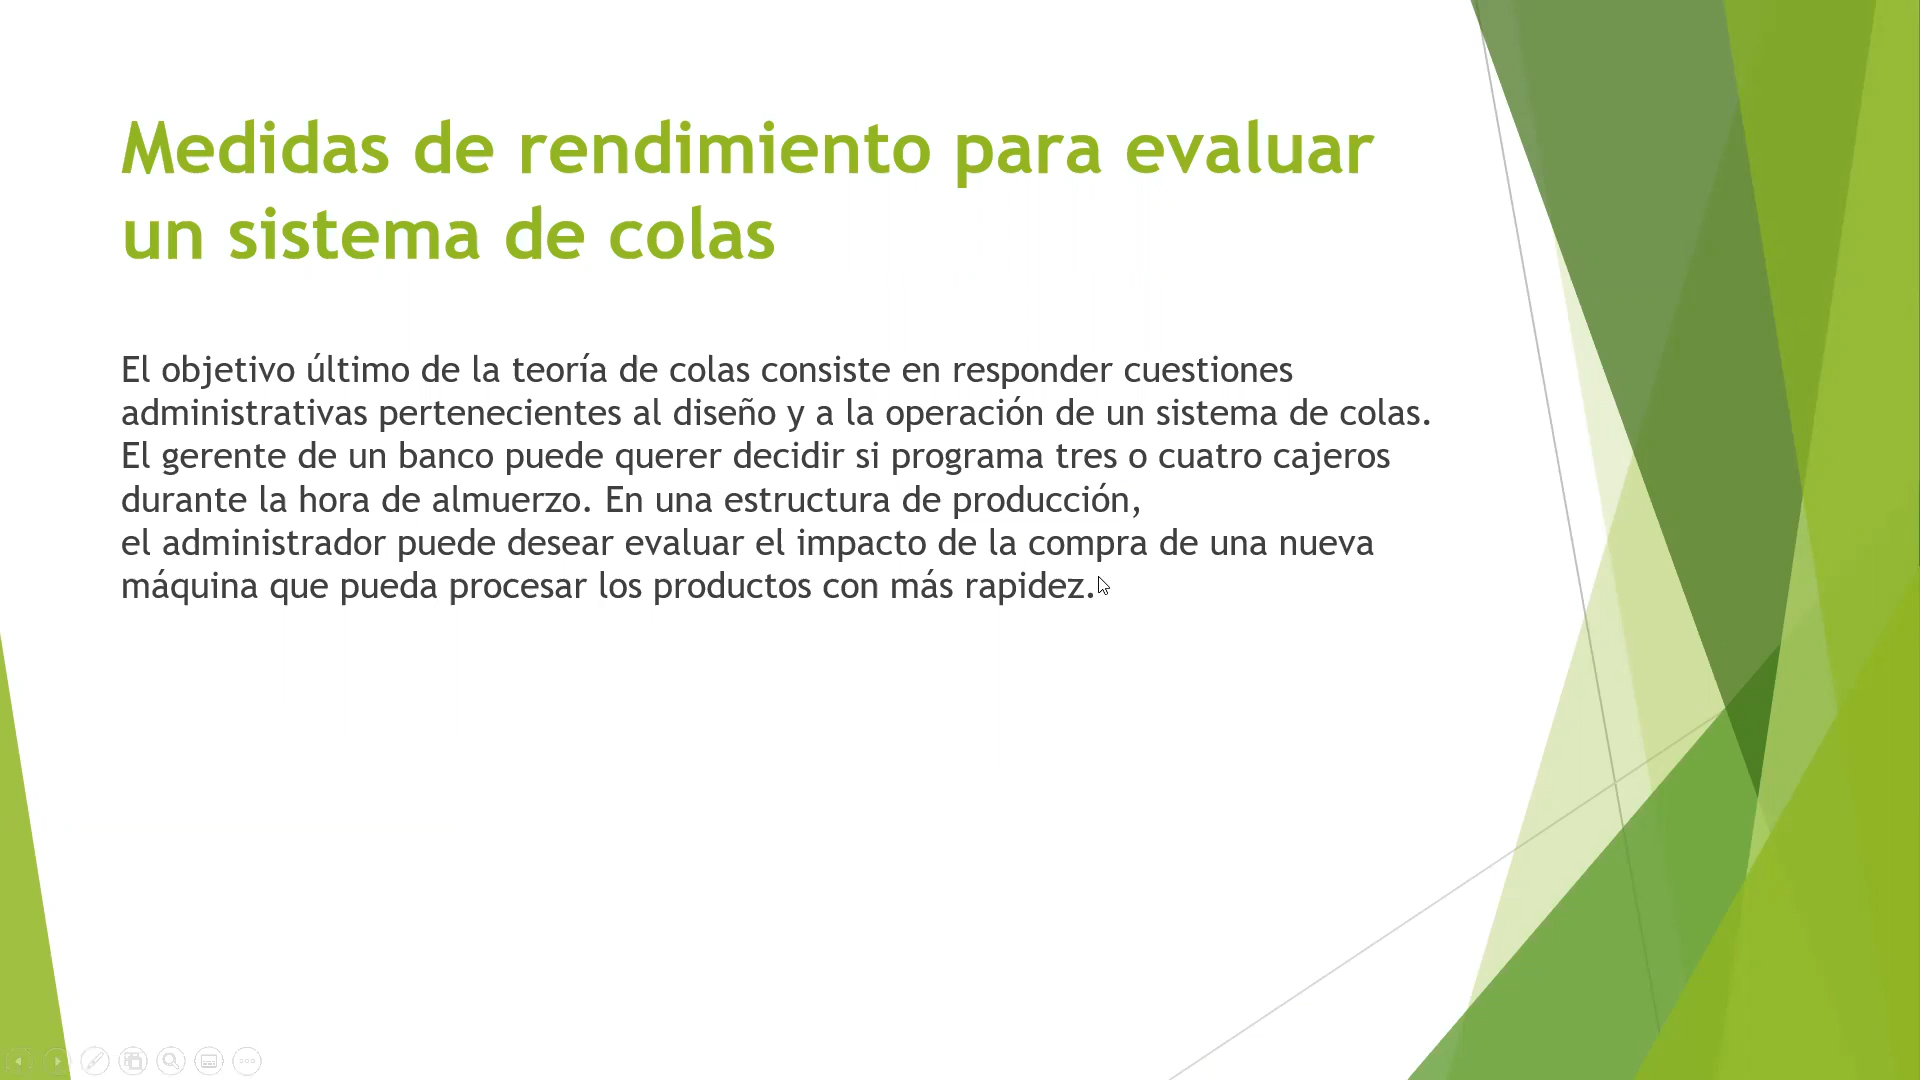 Medidas de rendimiento para evaluar
un sistema de colas
El objetivo último de la teoría de colas consiste en responder cuestiones
administrativas pertenecientes al diseño y a la operación de un sistema de colas.
El gerente de un banco puede querer decidir si programa tres o cuatro cajeros
durante la hora de almuerzo. En una estructura de producción,
el administrador puede desear evaluar el impacto de la compra de una nueva
máquina que pueda procesar los productos con más rapidez.